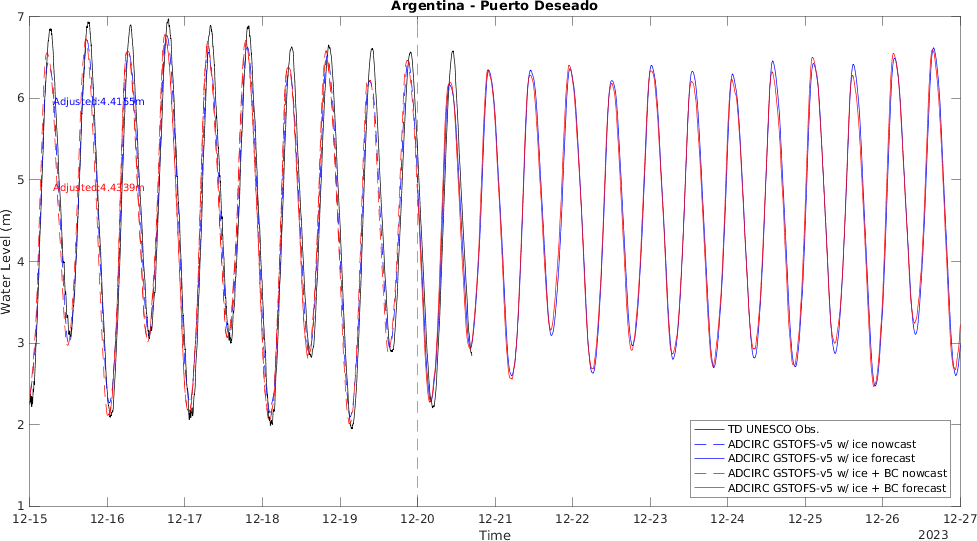 Argentina - Puerto Deseado
7
6
5
4
3
2
1
Water Level (m)
Adjusted:4.4155m
Adjusted:4.4339m
TD UNESCO Obs.
ADCIRC GSTOFS-v5 w/ ice nowcast
ADCIRC GSTOFS-v5 w/ ice forecast
ADCIRC GSTOFS-v5 w/ ice + BC nowcast
ADCIRC GSTOFS-v5 w/ ice + BC forecast
12-15 12-16 12-17 12-18 12-19 12-20 12-21 12-22 12-23 12-24 12-25 12-26 12-27
Time
2023